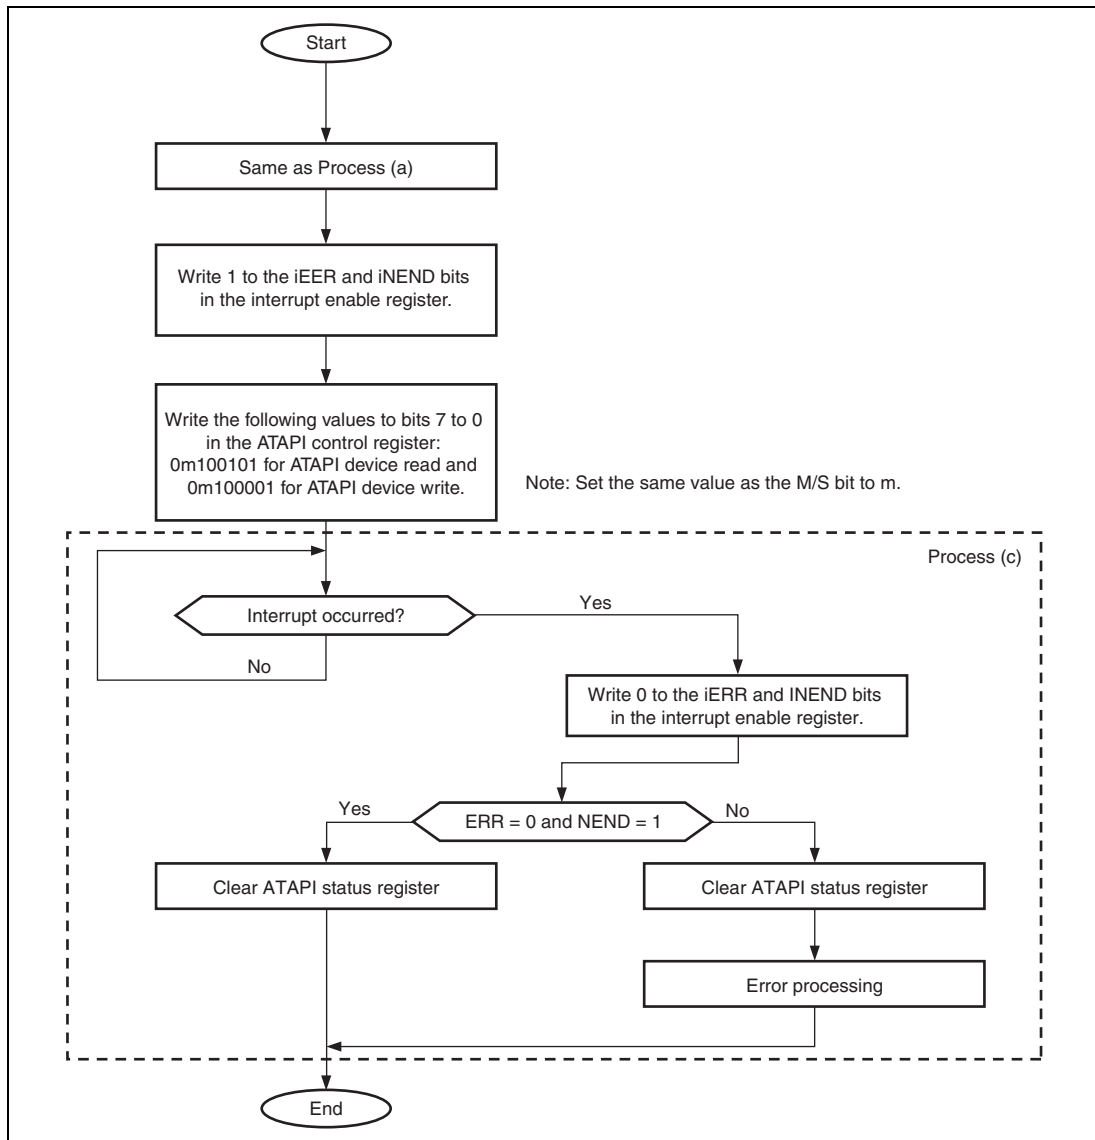 Start
Same as Process (a)
Write 1 to the iEER and iNEND bits
in the interrupt enable register.
Write the following values to bits 7 to 0
in the ATAPI control register:
0m100101 for ATAPI device read and
0m100001 for ATAPI device write.
Note: Set the same value as the M/S bit to m.
Process (c)
Interrupt occurred?
Yes
No
Write 0 to the iERR and INEND bits
in the interrupt enable register.
Yes
ERR = 0 and NEND = 1
No
Clear ATAPI status register
Clear ATAPI status register
Error processing
End